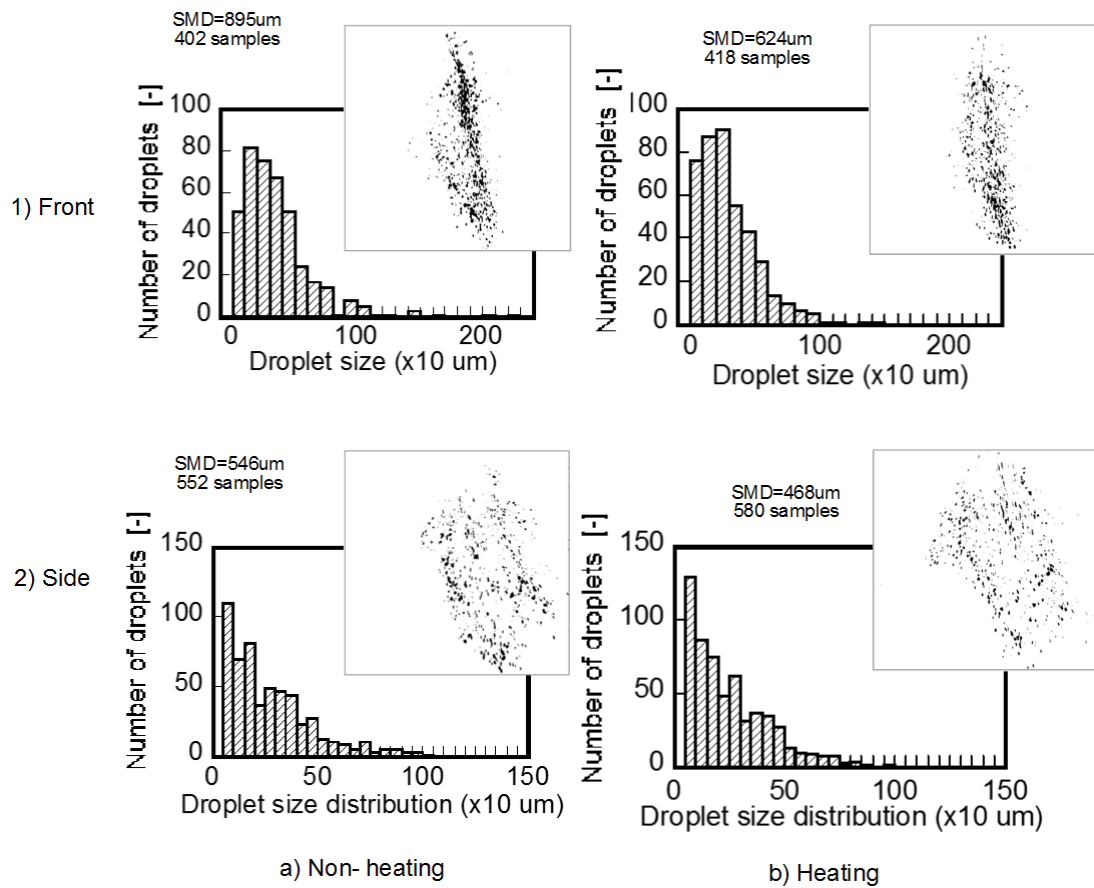 SMD=895um
402 samples
Number of droplets [-]
100
80
60
40
20
0
0 100 200
Droplet size (x10 um)
SMD=624um
418 samples
Number of droplets [-]
100
80
60
40
20
0
0 100 200
Droplet size (x10 um)
1) Front
SMD=546um
552 samples
Number of droplets [-]
150
100
50
0
0 50 100 150
Droplet size distribution (x10 um)
SMD=468um
580 samples
Number of droplets [-]
150
100
50
0
0 50 100 150
Droplet size distribution (x10 um)
2) Side
a) Non- heating
b) Heating